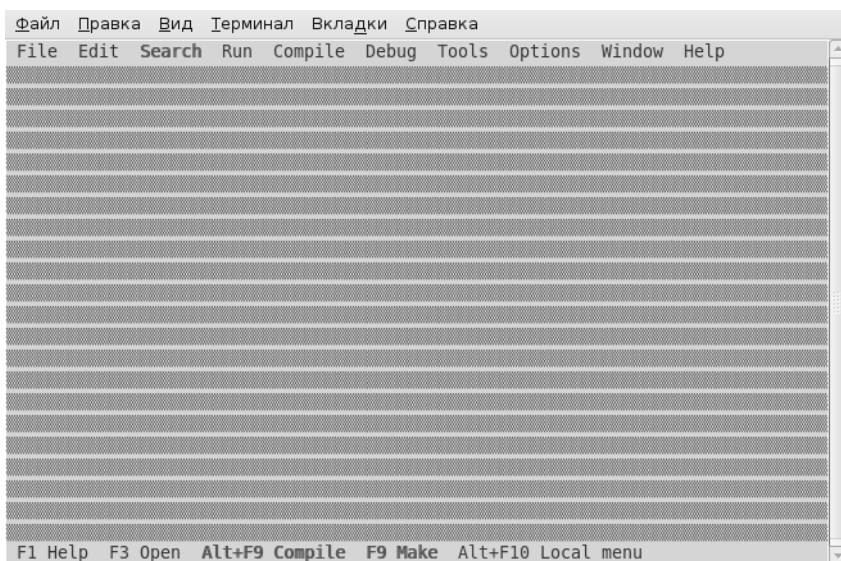 Файл Правка Вид Терминал Вкладки Справка
File Edit Search Run Compile Debug Tools Options Window Help
F1 Help F3 Open Alt+F9 Compile F9 Make Alt+F10 Local menu